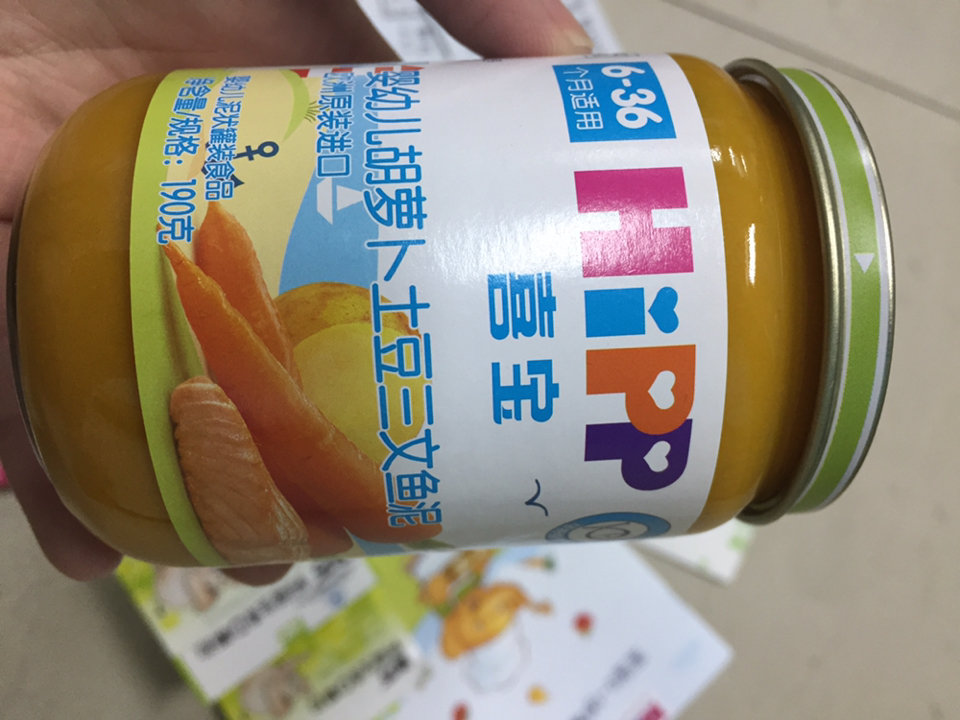 6-36
个月适用
HiPP
喜宝
婴幼儿胡萝卜土豆三文鱼泥
欧洲原装进口
婴幼儿泥状罐装食品
净含量/规格：190克